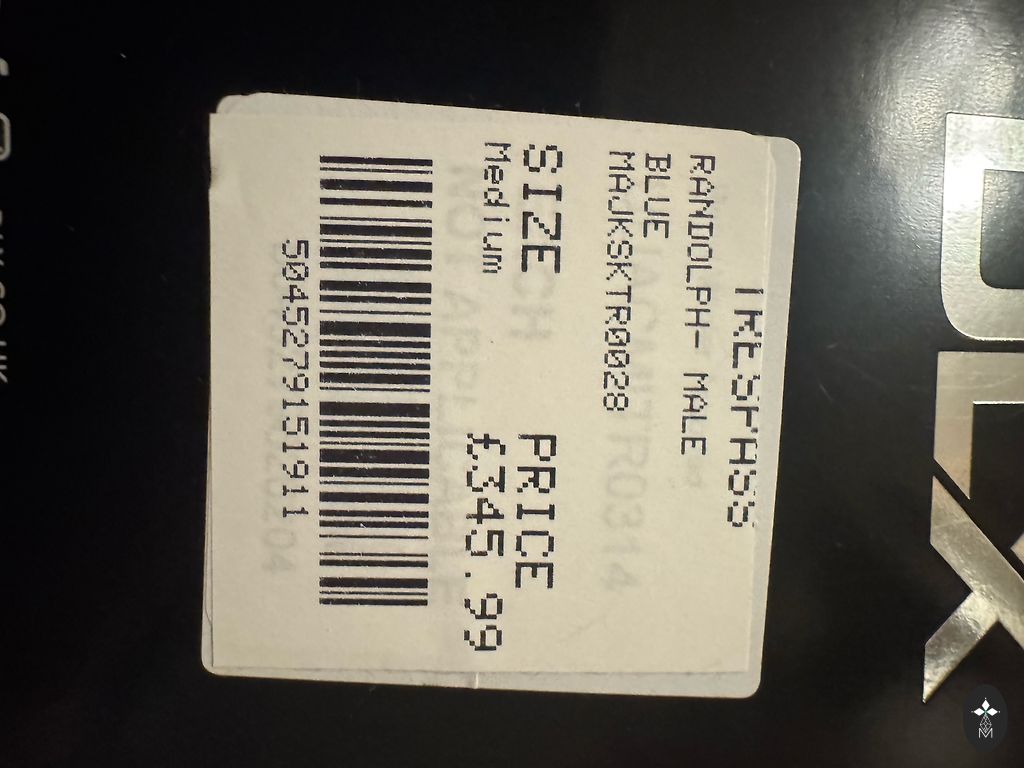 TRESPASS
RANDOLPH- MALE
BLUE
MAJKSKTR0028
SIZE PRICE
Medium £345.99
5045279151911